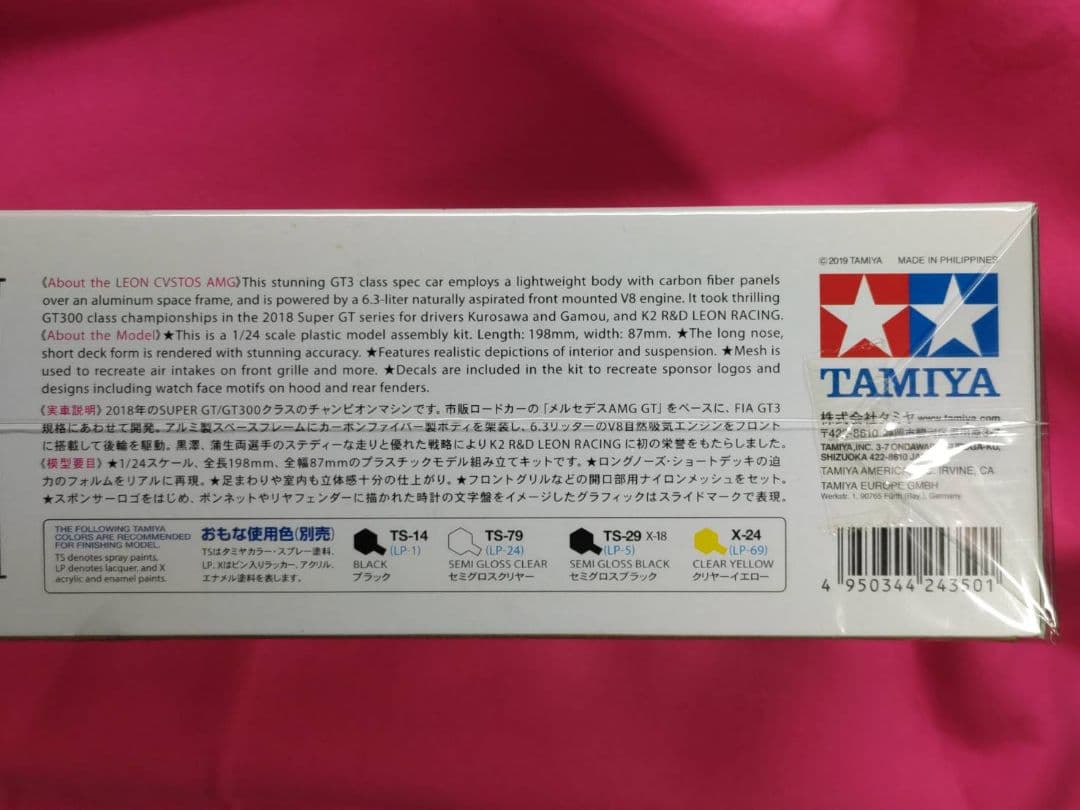 《About the LEON CVSTOS AMG》This stunning GT3 class spec car employs a lightweight body with carbon fiber panels
over an aluminum space frame, and is powered by a 6.3-liter naturally aspirated front mounted V8 engine. It took thrilling
GT300 class championships in the 2018 Super GT series for drivers Kurosawa and Gamou, and K2 R&D LEON RACING.
《About the Model》★This is a 1/24 scale plastic model assembly kit. Length: 198mm, width: 87mm. ★The long nose,
short deck form is rendered with stunning accuracy. ★Features realistic depictions of interior and suspension. ★Mesh is
used to recreate air intakes on front grille and more. ★Decals are included in the kit to recreate sponsor logos and
designs including watch face motifs on hood and rear fenders.
《実車説明》2018年のSUPER GT/GT300クラスのチャンピオンマシンです。市販ロードカーの「メルセデスAMG GT」をベースに、FIA GT3
規格にあわせて開発。アルミ製スペースフレームにカーボンファイバー製ボディを架装し、6.3リッターのV8自然吸気エンジンをフロント
に搭載して後輪を駆動。黒澤、蒲生両選手のステディーな走りと優れた戦略によりK2 R&D LEON RACING に初の栄誉をもたらしました。
《模型要目》★1/24スケール、全長198mm、全幅87mmのプラスチックモデル組み立てキットです。★ロングノーズ・ショートデッキの迫
力のフォルムをリアルに再現。★足まわりや室内も立体感十分の仕上がり。★フロントグリルなどの開口部用ナイロンメッシュをセット。
★スポンサーロゴをはじめ、ボンネットやリヤフェンダーに描かれた時計の文字盤をイメージしたグラフィックはスライドマークで表現。
THE FOLLOWING TAMIYA
COLORS ARE RECOMMENDED
FOR FINISHING MODEL.
TS denotes spray paints,
LP denotes lacquer, and X
acrylic and enamel paints.
おもな使用色(別売)
TSはタミヤカラー・スプレー塗料、
LP、Xはビン入りラッカー、アクリル、
エナメル塗料を表します。
TS-14
(LP-1)
BLACK
ブラック
TS-79
(LP-24)
SEMI GLOSS CLEAR
セミグロスクリヤー
TS-29 X-18
(LP-5)
SEMI GLOSS BLACK
セミグロスブラック
X-24
(LP-69)
CLEAR YELLOW
クリヤーイエロー
©2019 TAMIYA MADE IN PHILIPPINES
TAMIYA
株式会社タミヤ www.tamiya.com
〒422-8610
TAMIYA, INC. 3-7 ONDAWARA
SHIZUOKA 422-8610
TAMIYA AMERICA IRVINE, CA
TAMIYA EUROPE GMBH
Werkstr. 1, 90765 Fürth (Bay.), Germany
4 950344 243501